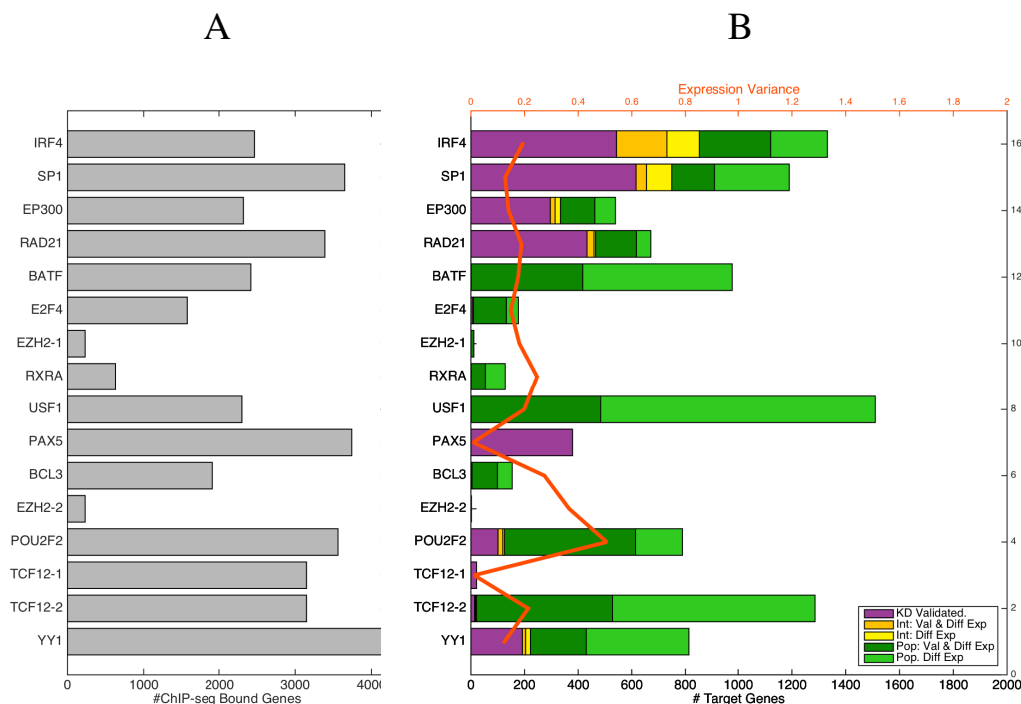 A
B
Expression Variance
0 0.2 0.4 0.6 0.8 1 1.2 1.4 1.6 1.8 2
IRF4
SP1
EP300
RAD21
BATF
E2F4
EZH2-1
RXRA
USF1
PAX5
BCL3
EZH2-2
POU2F2
TCF12-1
TCF12-2
YY1
0 1000 2000 3000 4000
#ChIP-seq Bound Genes
IRF4
SP1
EP300
RAD21
BATF
E2F4
EZH2-1
RXRA
USF1
PAX5
BCL3
EZH2-2
POU2F2
TCF12-1
TCF12-2
YY1
16
14
12
10
8
6
4
2
0
KD Validated.
Int: Val & Diff Exp
Int: Diff Exp
Pop: Val & Diff Exp
Pop. Diff Exp
0 200 400 600 800 1000 1200 1400 1600 1800 2000
# Target Genes